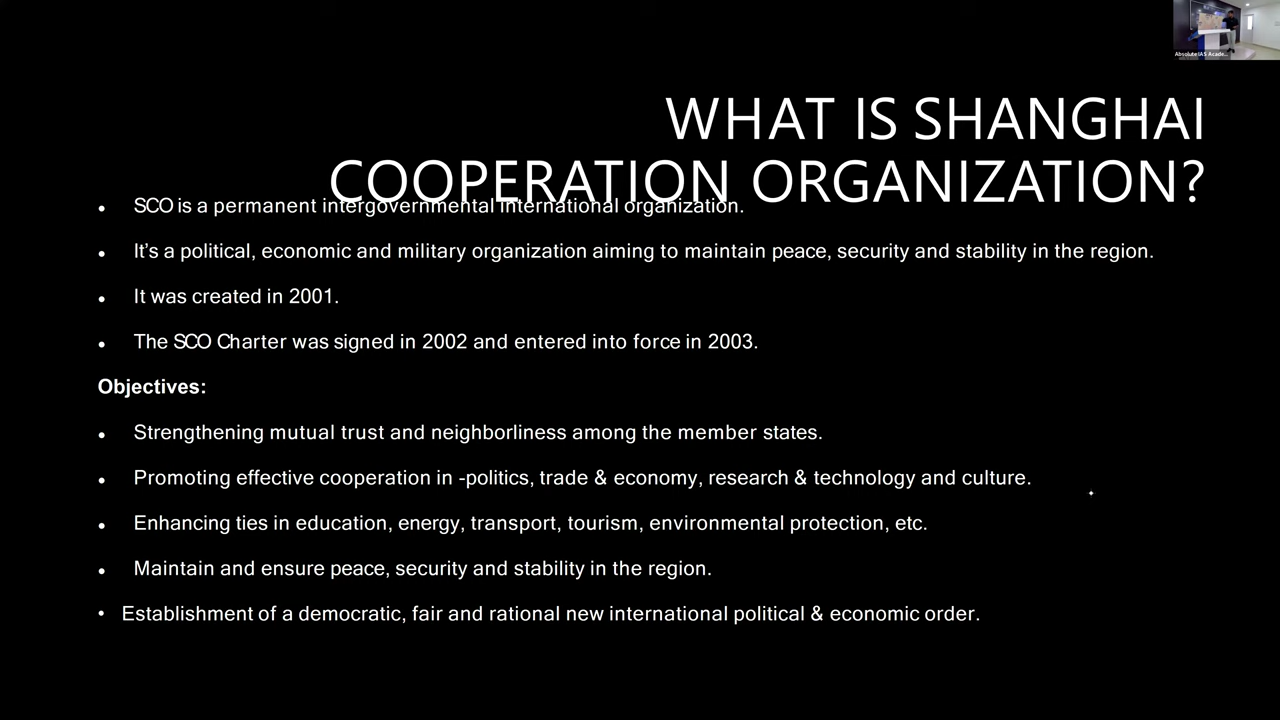 Absolute IAS Acade...
WHAT IS SHANGHAI
COOPERATION ORGANIZATION?
• SCO is a permanent intergovernmental international organization.
• It's a political, economic and military organization aiming to maintain peace, security and stability in the region.
• It was created in 2001.
• The SCO Charter was signed in 2002 and entered into force in 2003.
Objectives:
• Strengthening mutual trust and neighborliness among the member states.
• Promoting effective cooperation in -politics, trade & economy, research & technology and culture.
• Enhancing ties in education, energy, transport, tourism, environmental protection, etc.
• Maintain and ensure peace, security and stability in the region.
• Establishment of a democratic, fair and rational new international political & economic order.